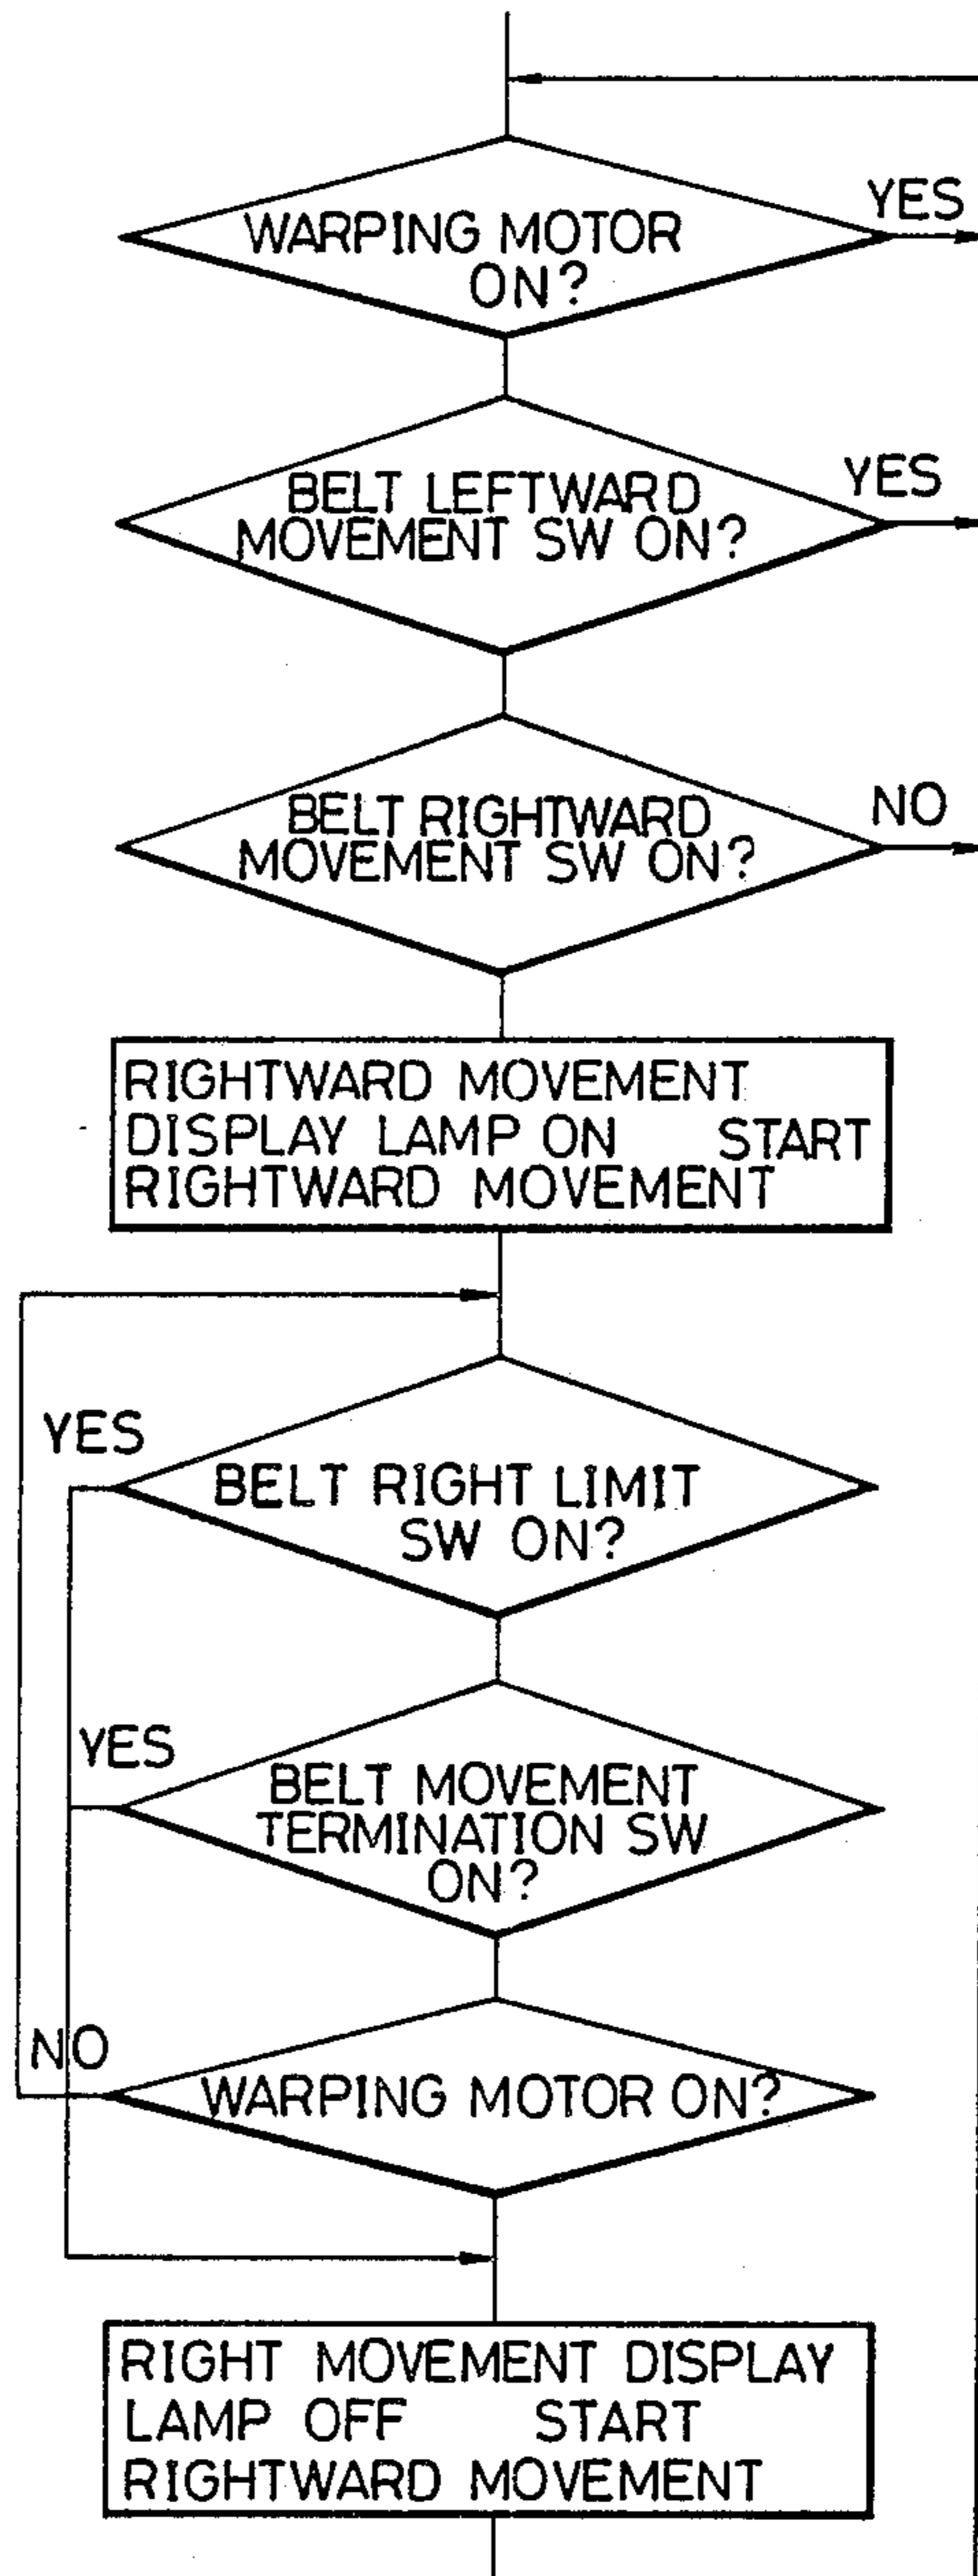 YES
WARPING MOTOR
ON?
YES
BELT LEFTWARD
MOVEMENT SW ON?
NO
BELT RIGHTWARD
MOVEMENT SW ON?
RIGHTWARD MOVEMENT
DISPLAY LAMP ON START
RIGHTWARD MOVEMENT
YES
BELT RIGHT LIMIT
SW ON?
YES
BELT MOVEMENT
TERMINATION SW
ON?
NO
WARPING MOTOR ON?
RIGHT MOVEMENT DISPLAY
LAMP OFF START
RIGHTWARD MOVEMENT